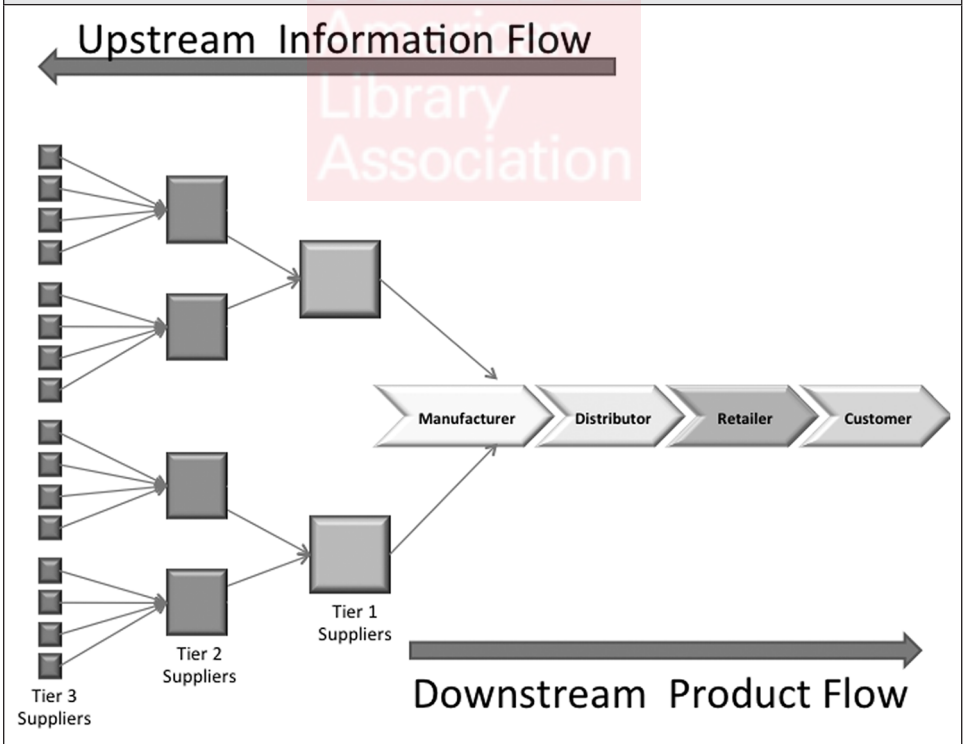 Upstream Information Flow
American
Library
Association
Manufacturer
Distributor
Retailer
Customer
Tier 1
Suppliers
Tier 2
Suppliers
Tier 3
Suppliers
Downstream Product Flow